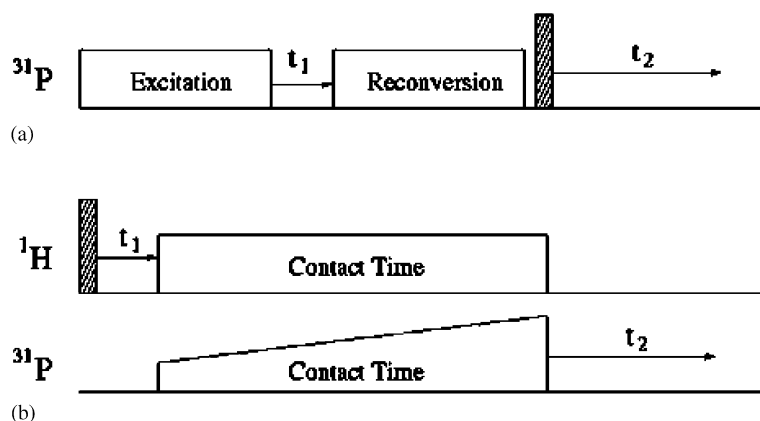 ³¹P Excitation t₁ Reconversion t₂
(a)
¹H t₁ Contact Time
³¹P Contact Time t₂
(b)